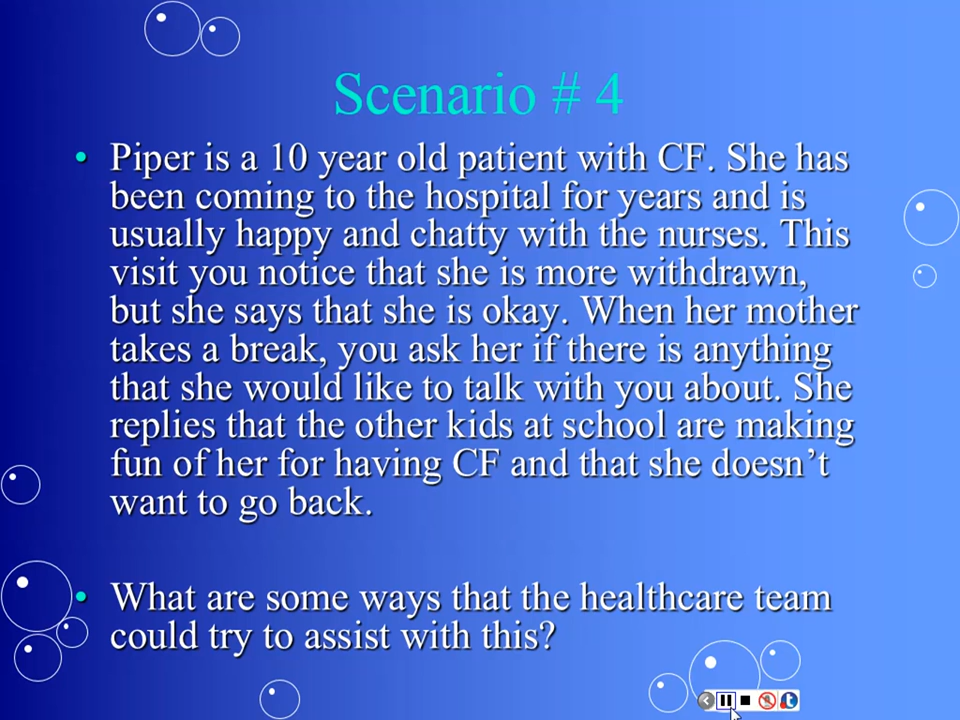 Scenario # 4
• Piper is a 10 year old patient with CF. She has
been coming to the hospital for years and is
usually happy and chatty with the nurses. This
visit you notice that she is more withdrawn,
but she says that she is okay. When her mother
takes a break, you ask her if there is anything
that she would like to talk with you about. She
replies that the other kids at school are making
fun of her for having CF and that she doesn't
want to go back.
• What are some ways that the healthcare team
could try to assist with this?